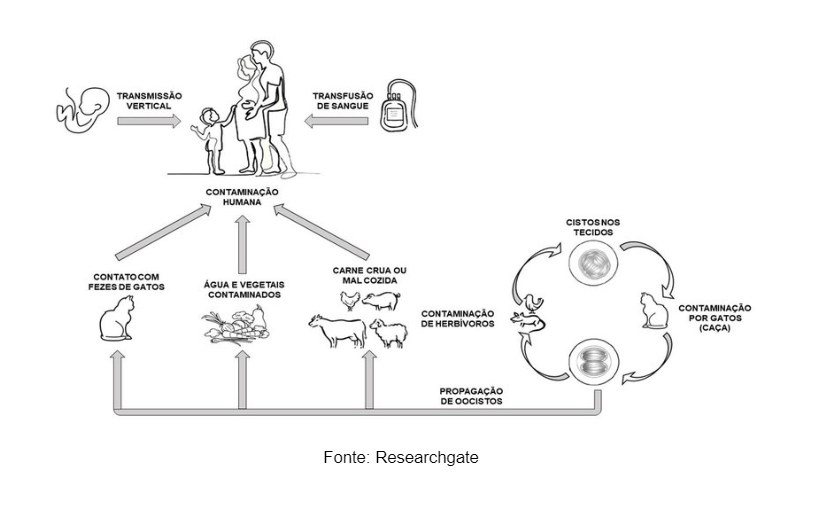 TRANSMISSÃO
VERTICAL
TRANSFUSÃO
DE SANGUE
CONTAMINAÇÃO
HUMANA
CONTATO COM
FEZES DE GATOS
ÁGUA E VEGETAIS
CONTAMINADOS
CARNE CRUA OU
MAL COZIDA
CONTAMINAÇÃO
DE HERBÍVOROS
CISTOS NOS
TECIDOS
CONTAMINAÇÃO
POR GATOS
(CAÇA)
PROPAGAÇÃO
DE OOCISTOS
Fonte: Researchgate